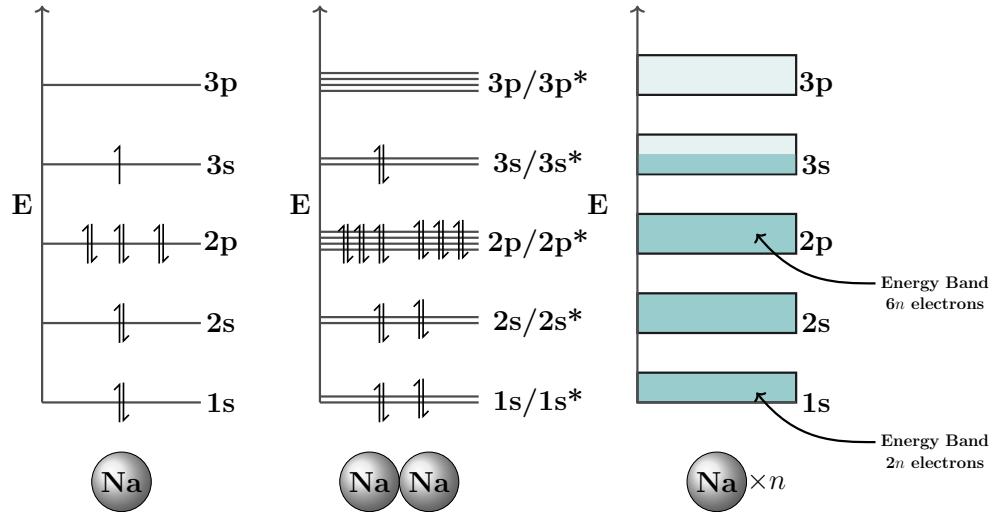 E
3p
3s
2p
2s
1s
Na
E
3p/3p*
3s/3s*
2p/2p*
2s/2s*
1s/1s*
Na Na
E
3p
3s
2p
2s
1s
Energy Band
6n electrons
Energy Band
2n electrons
Na ×n